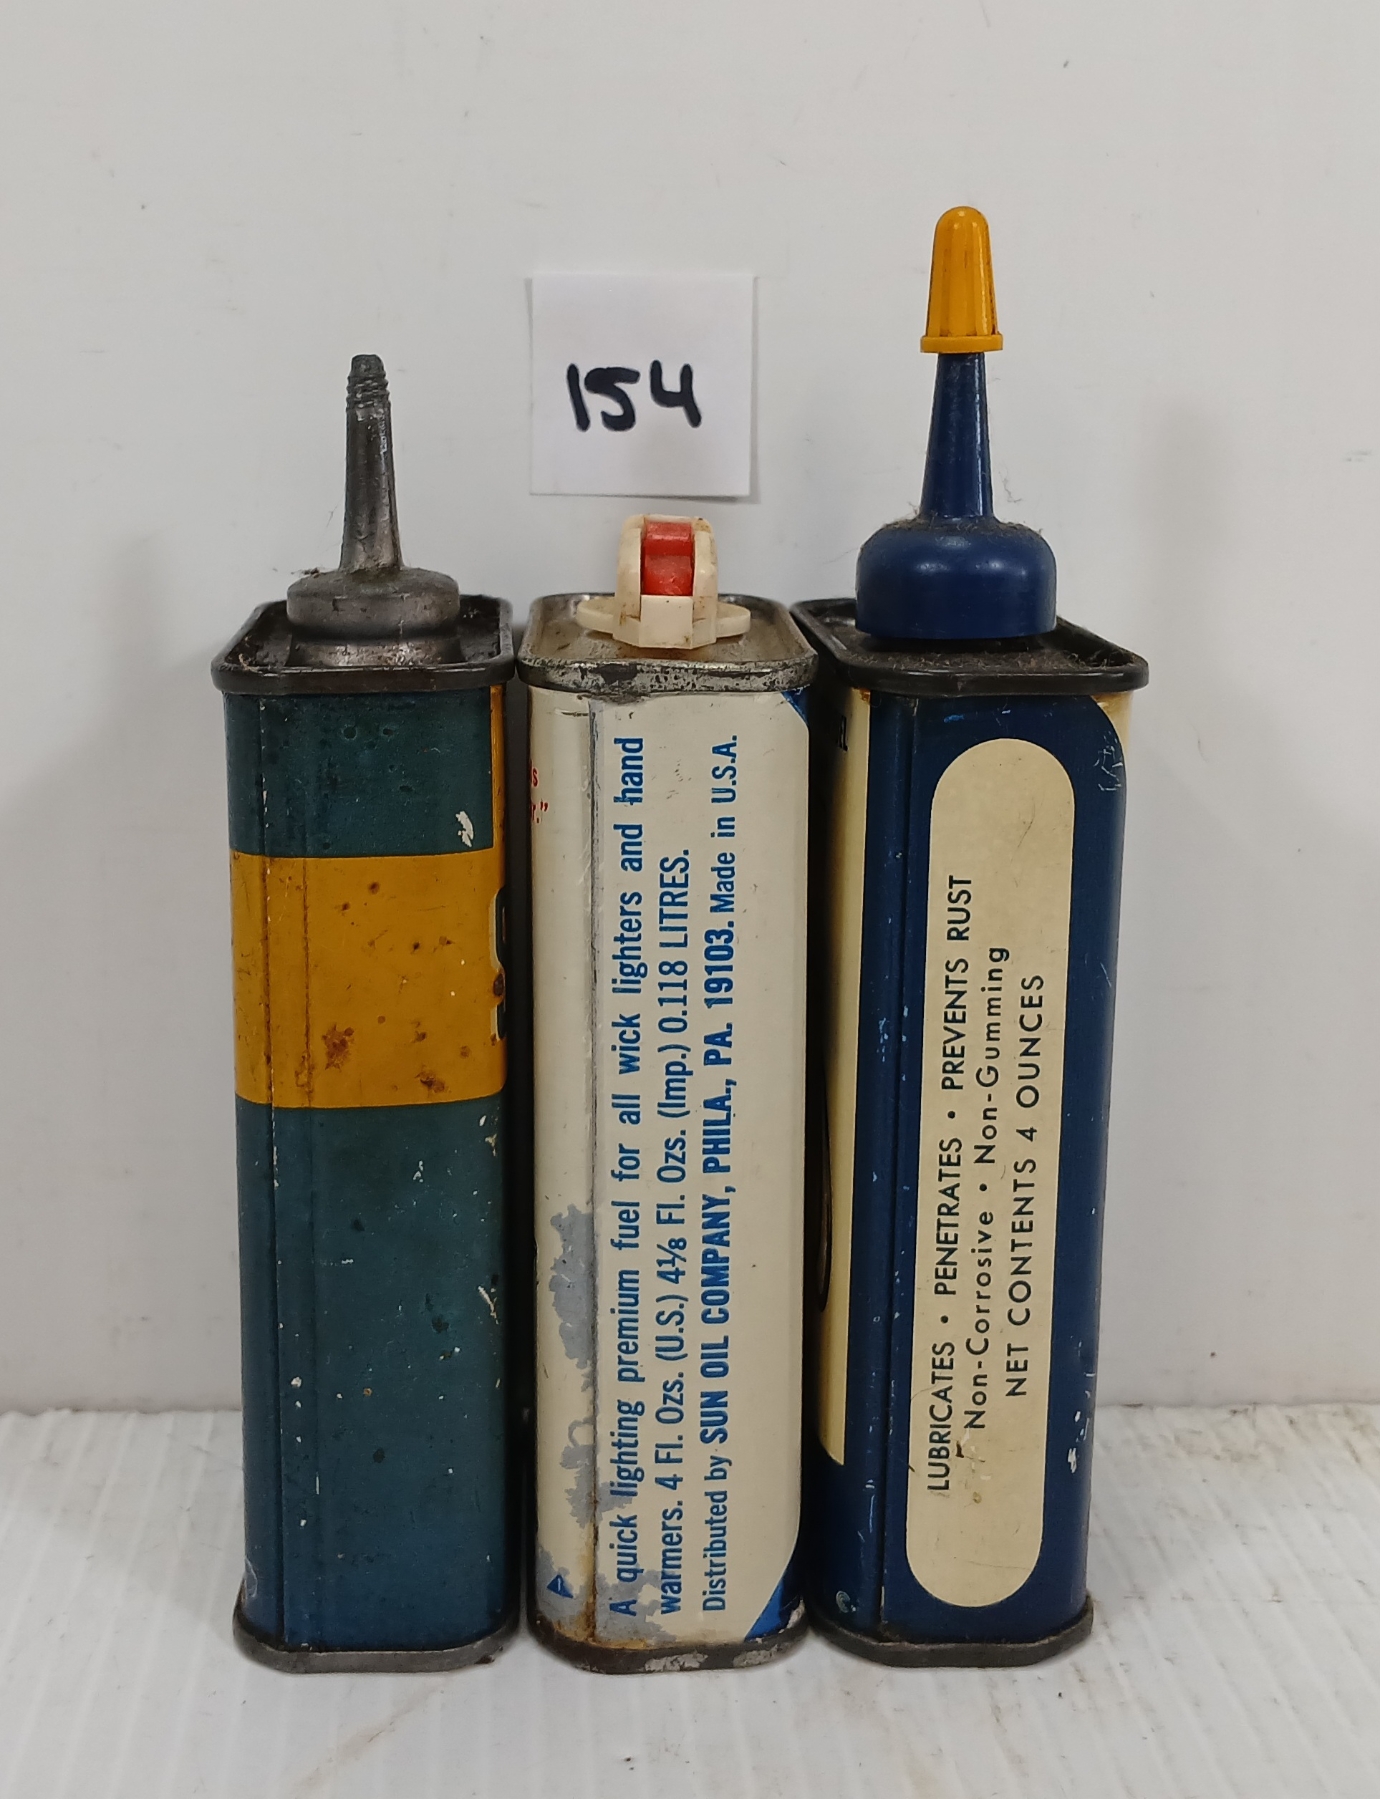 154
A quick lighting premium fuel for all wick lighters and hand
warmers. 4 Fl. Ozs. (U.S.) 4⅛ Fl. Ozs. (Imp.) 0.118 LITRES.
Distributed by SUN OIL COMPANY, PHILA., PA. 19103. Made in U.S.A.
LUBRICATES • PENETRATES • PREVENTS RUST
Non-Corrosive • Non-Gumming
NET CONTENTS 4 OUNCES